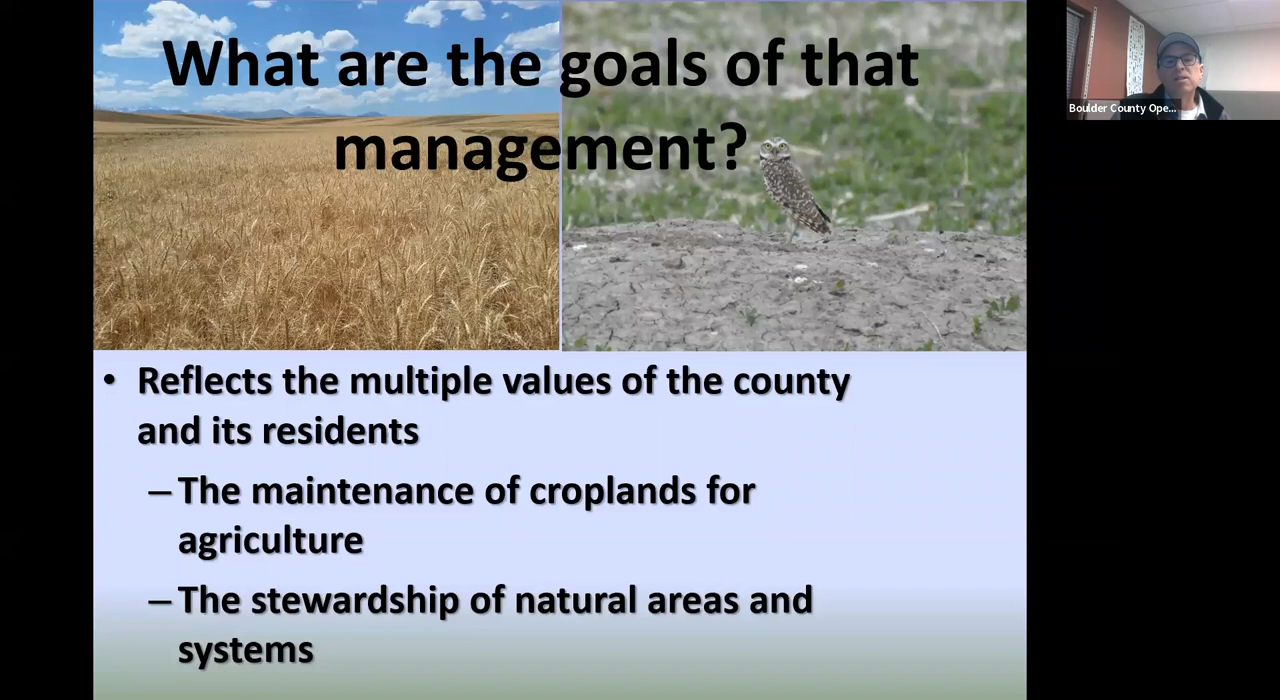 What are the goals of that
management?
• Reflects the multiple values of the county
and its residents
– The maintenance of croplands for
agriculture
– The stewardship of natural areas and
systems
Boulder County Ope...